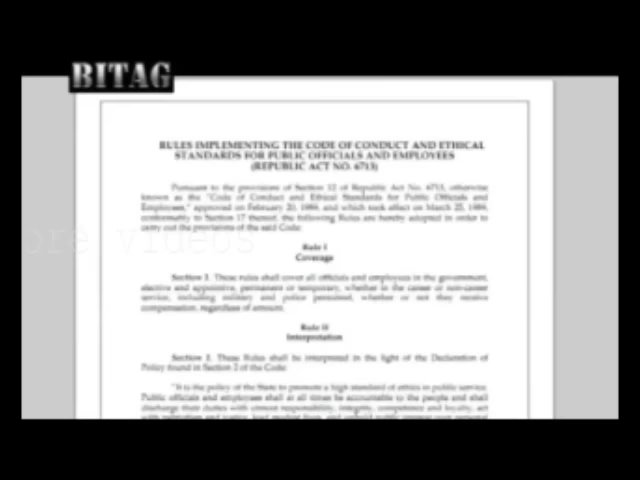 BITAG
RULES IMPLEMENTING THE CODE OF CONDUCT AND ETHICAL
STANDARDS FOR PUBLIC OFFICIALS AND EMPLOYEES
(REPUBLIC ACT NO. 6713)
Pursuant to the provisions of Section 12 of Republic Act No. 6713, otherwise
known as the "Code of Conduct and Ethical Standards for Public Officials and
Employees," approved on February 20, 1989, and which took effect on March 25, 1989,
conformably to Section 17 thereof, the following Rules are hereby adopted in order to
carry out the provisions of the said Code:
ore videos
Rule I
Coverage
Section 1. These rules shall cover all officials and employees in the government,
elective and appointive, permanent or temporary, whether in the career or non-career
service, including military and police personnel, whether or not they receive
compensation, regardless of amount.
Rule II
Interpretation
Section 1. These Rules shall be interpreted in the light of the Declaration of
Policy found in Section 2 of the Code:
"It is the policy of the State to promote a high standard of ethics in public service.
Public officials and employees shall at all times be accountable to the people and shall
discharge their duties with utmost responsibility, integrity, competence and loyalty, act